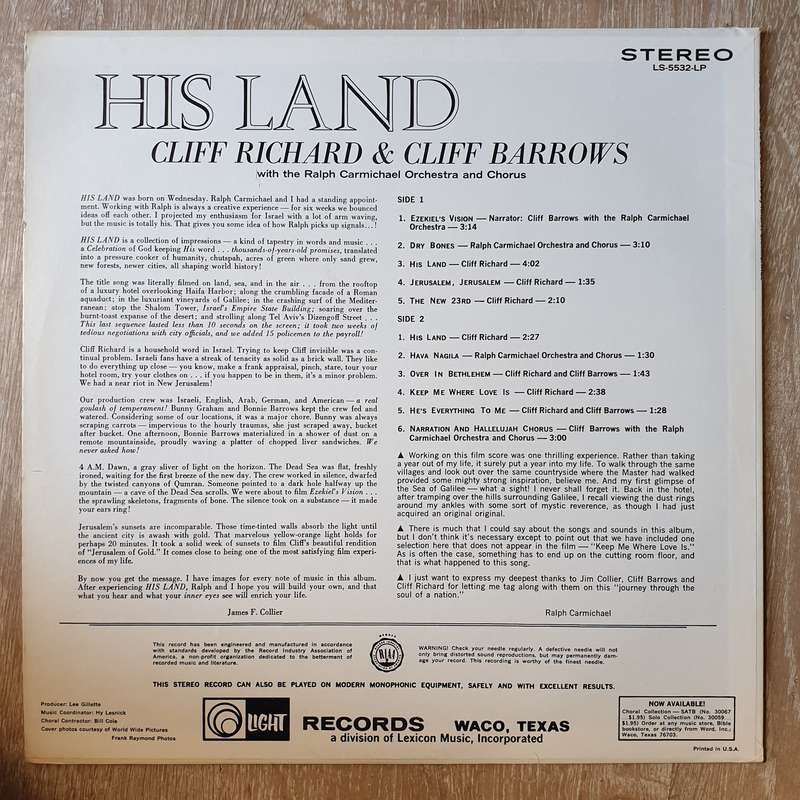 STEREO
LS-5532-LP
HIS LAND
CLIFF RICHARD & CLIFF BARROWS
with the Ralph Carmichael Orchestra and Chorus
HIS LAND was born on Wednesday. Ralph Carmichael and I had a standing appoint-
ment. Working with Ralph is always a creative experience — for six weeks we bounced
ideas off each other. I projected my enthusiasm for Israel with a lot of arm waving,
but the music is totally his. That gives you some idea of how Ralph picks up signals...!
HIS LAND is a collection of impressions — a kind of tapestry in words and music . . .
a Celebration of God keeping His word . . . thousands-of-years-old promises, translated
into a pressure cooker of humanity, chutspah, acres of green where only sand grew,
new forests, newer cities, all shaping world history!
The title song was literally filmed on land, sea, and in the air . . . from the rooftop
of a luxury hotel overlooking Haifa Harbor; along the crumbling facade of a Roman
aquaduct; in the luxuriant vineyards of Galilee; in the crashing surf of the Mediter-
ranean; stop the Shalom Tower, Israel's Empire State Building; soaring over the
burnt-toast expanse of the desert; and strolling along Tel Aviv's Dizengoff Street . . .
This last sequence lasted less than 10 seconds on the screen; it took two weeks of
tedious negotiations with city officials, and we added 15 policemen to the payroll!
Cliff Richard is a household word in Israel. Trying to keep Cliff invisible was a con-
tinual problem. Israeli fans have a streak of tenacity as solid as a brick wall. They like
to do everything up close — you know, make a frank appraisal, pinch, stare, tour your
hotel room, try your clothes on . . . if you happen to be in them, it's a minor problem.
We had a near riot in New Jerusalem!
Our production crew was Israeli, English, Arab, German, and American — a real
goulash of temperament! Bunny Graham and Bonnie Barrows kept the crew fed and
watered. Considering some of our locations, it was a major chore. Bunny was always
scraping carrots — impervious to the hourly traumas, she just scraped away, bucket
after bucket. One afternoon, Bonnie Barrows materialized in a shower of dust on a
remote mountainside, proudly waving a platter of chopped liver sandwiches. We
never asked how!
4 A.M. Dawn, a gray sliver of light on the horizon. The Dead Sea was flat, freshly
ironed, waiting for the first breeze of the new day. The crew worked in silence, dwarfed
by the twisted canyons of Qumran. Someone pointed to a dark hole halfway up the
mountain — a cave of the Dead Sea scrolls. We were about to film Ezekiel's Vision . . .
the sprawling skeletons, fragments of bone. The silence took on a substance — it made
your ears ring!
Jerusalem's sunsets are incomparable. Those time-tinted walls absorb the light until
the ancient city is awash with gold. That marvelous yellow-orange light holds for
perhaps 20 minutes. It took a solid week of sunsets to film Cliff's beautiful rendition
of "Jerusalem of Gold." It comes close to being one of the most satisfying film experi-
ences of my life.
By now you get the message. I have images for every note of music in this album.
After experiencing HIS LAND, Ralph and I hope you will build your own, and that
what you hear and what your inner eyes see will enrich your life.
James F. Collier
SIDE 1
1. EZEKIEL'S VISION — Narrator: Cliff Barrows with the Ralph Carmichael
Orchestra — 3:14
2. DRY BONES — Ralph Carmichael Orchestra and Chorus — 3:10
3. HIS LAND — Cliff Richard — 4:02
4. JERUSALEM, JERUSALEM — Cliff Richard — 1:35
5. THE NEW 23RD — Cliff Richard — 2:10
SIDE 2
1. HIS LAND — Cliff Richard — 2:27
2. HAVA NAGILA — Ralph Carmichael Orchestra and Chorus — 1:30
3. OVER IN BETHLEHEM — Cliff Richard and Cliff Barrows — 1:43
4. KEEP ME WHERE LOVE IS — Cliff Richard — 2:38
5. HE'S EVERYTHING TO ME — Cliff Richard and Cliff Barrows — 1:28
6. NARRATION AND HALLELUJAH CHORUS — Cliff Barrows with the Ralph
Carmichael Orchestra and Chorus — 3:00
▲ Working on this film score was one thrilling experience. Rather than taking
a year out of my life, it surely put a year into my life. To walk through the same
villages and look out over the same countryside where the Master had walked
provided some mighty strong inspiration, believe me. And my first glimpse of
the Sea of Galilee — what a sight! I never shall forget it. Back in the hotel,
after tramping over the hills surrounding Galilee, I recall viewing the dust rings
around my ankles with some sort of mystic reverence, as though I had just
acquired an original original.
▲ There is much that I could say about the songs and sounds in this album,
but I don't think it's necessary except to point out that we have included one
selection here that does not appear in the film — "Keep Me Where Love Is."
As is often the case, something has to end up on the cutting room floor, and
that is what happened to this song.
▲ I just want to express my deepest thanks to Jim Collier, Cliff Barrows and
Cliff Richard for letting me tag along with them on this "journey through the
soul of a nation."
Ralph Carmichael
This record has been engineered and manufactured in accordance
with standards developed by the Record Industry Association of
America, a non-profit organization dedicated to the betterment of
recorded music and literature.
RIAA
WARNING! Check your needle regularly. A defective needle will not
only bring distorted sound reproductions, but may permanently dam-
age your record. This recording is worthy of the finest needle.
THIS STEREO RECORD CAN ALSO BE PLAYED ON MODERN MONOPHONIC EQUIPMENT, SAFELY AND WITH EXCELLENT RESULTS.
Producer: Lee Gillette
Music Coordinator: Hy Lesnick
Choral Contractor: Bill Cole
Cover photos courtesy of World Wide Pictures
Frank Raymond Photos
LIGHT RECORDS WACO, TEXAS
a division of Lexicon Music, Incorporated
NOW AVAILABLE!
Choral Collection — SATB (No. 30067
$1.95) Solo Collection (No. 30059
$1.95) Order at any music store, Bible
bookstore, or directly from Word, Inc.,
Waco, Texas 76703.
Printed in U.S.A.